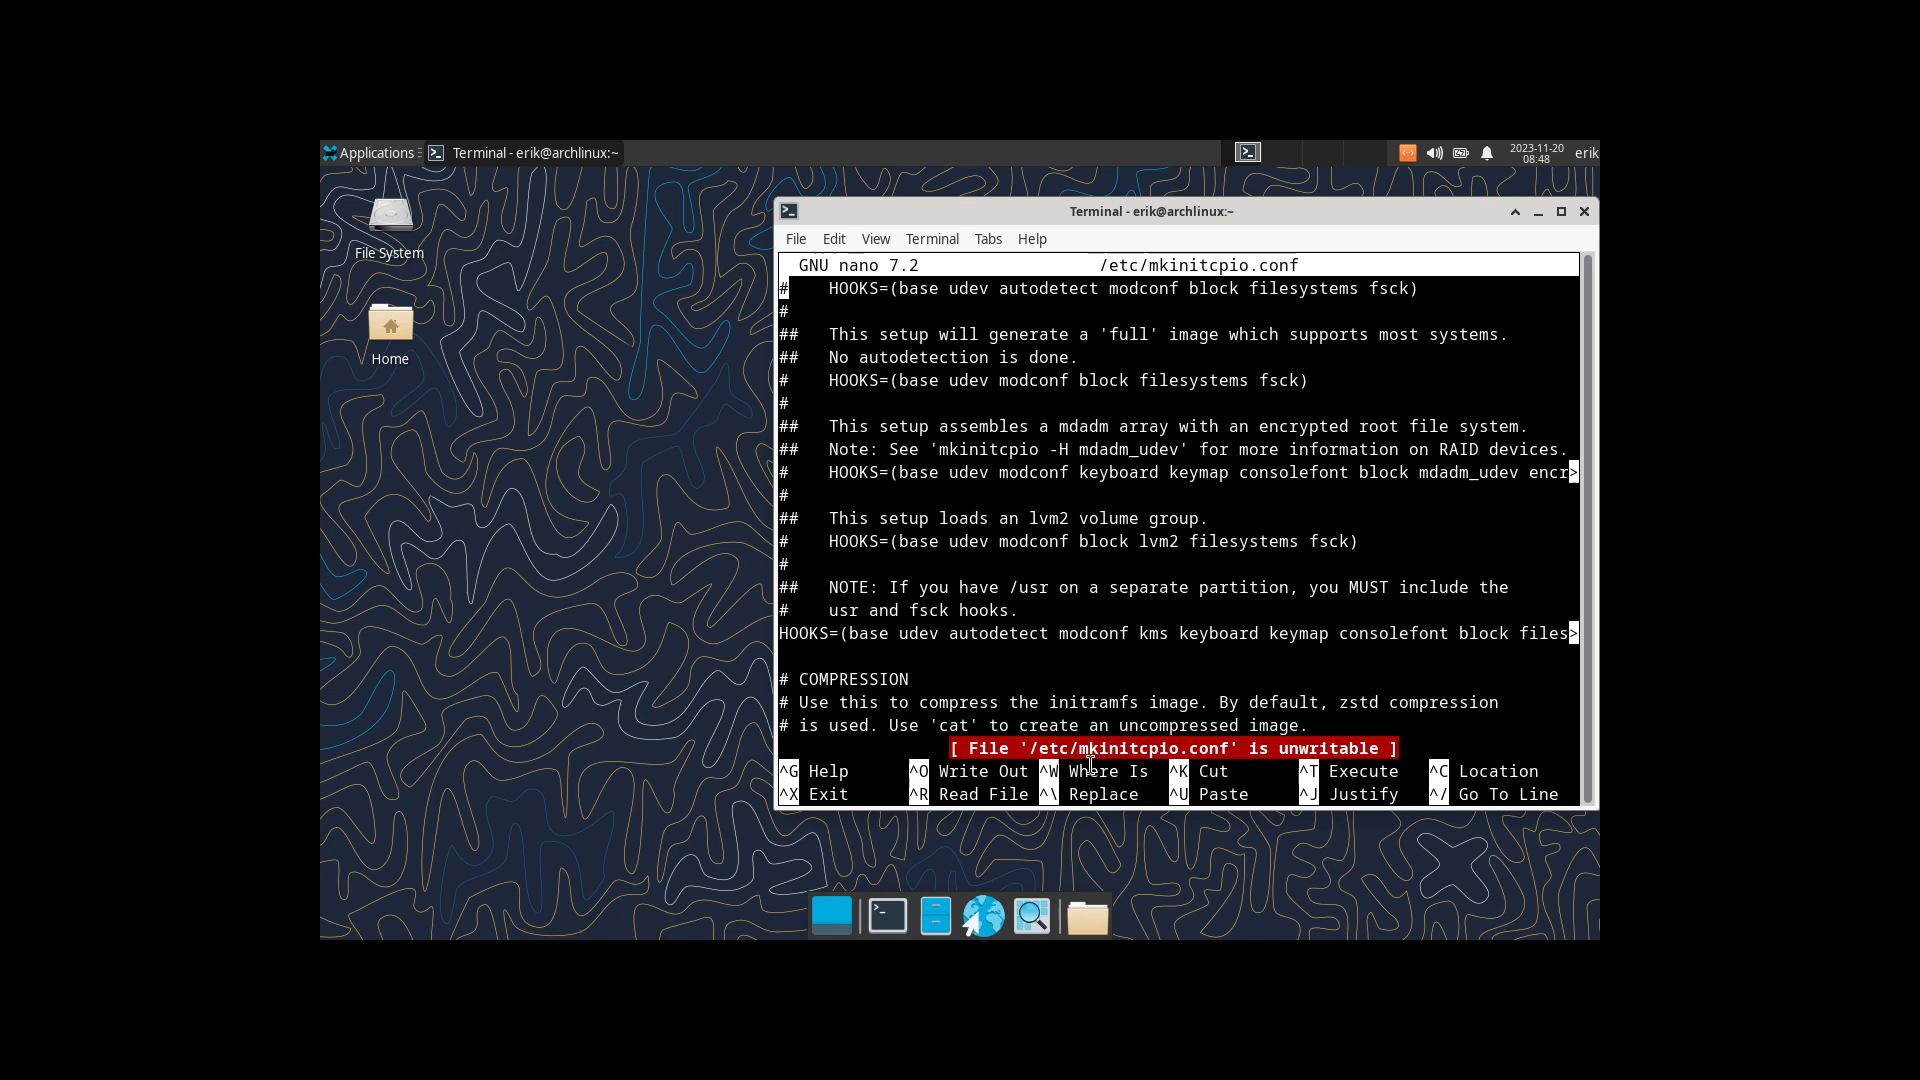 Applications
Terminal - erik@archlinux:~
2023-11-20
08:48
erik
File System
Home
Terminal - erik@archlinux:~
File Edit View Terminal Tabs Help
GNU nano 7.2 /etc/mkinitcpio.conf
# HOOKS=(base udev autodetect modconf block filesystems fsck)
#
## This setup will generate a 'full' image which supports most systems.
## No autodetection is done.
# HOOKS=(base udev modconf block filesystems fsck)
#
## This setup assembles a mdadm array with an encrypted root file system.
## Note: See 'mkinitcpio -H mdadm_udev' for more information on RAID devices.
# HOOKS=(base udev modconf keyboard keymap consolefont block mdadm_udev encr>
#
## This setup loads an lvm2 volume group.
# HOOKS=(base udev modconf block lvm2 filesystems fsck)
#
## NOTE: If you have /usr on a separate partition, you MUST include the
# usr and fsck hooks.
HOOKS=(base udev autodetect modconf kms keyboard keymap consolefont block files>
# COMPRESSION
# Use this to compress the initramfs image. By default, zstd compression
# is used. Use 'cat' to create an uncompressed image.
[ File '/etc/mkinitcpio.conf' is unwritable ]
^G Help ^O Write Out ^W Where Is ^K Cut ^T Execute ^C Location
^X Exit ^R Read File ^\ Replace ^U Paste ^J Justify ^/ Go To Line